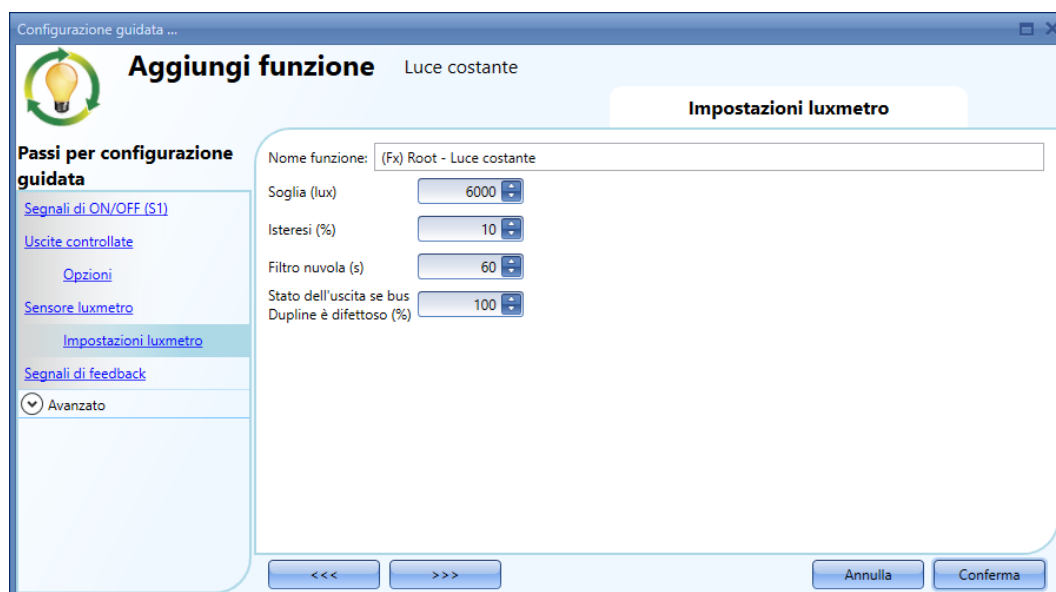 Configurazione guidata ...
Aggiungi funzione Luce costante
Impostazioni luxmetro
Passi per configurazione
guidata
Segnali di ON/OFF (S1)
Uscite controllate
Opzioni
Sensore luxmetro
Impostazioni luxmetro
Segnali di feedback
Avanzato
Nome funzione: (Fx) Root - Luce costante
Soglia (lux) 6000
Isteresi (%) 10
Filtro nuvola (s) 60
Stato dell'uscita se bus
Dupline è difettoso (%) 100
<<< >>> Annulla Conferma